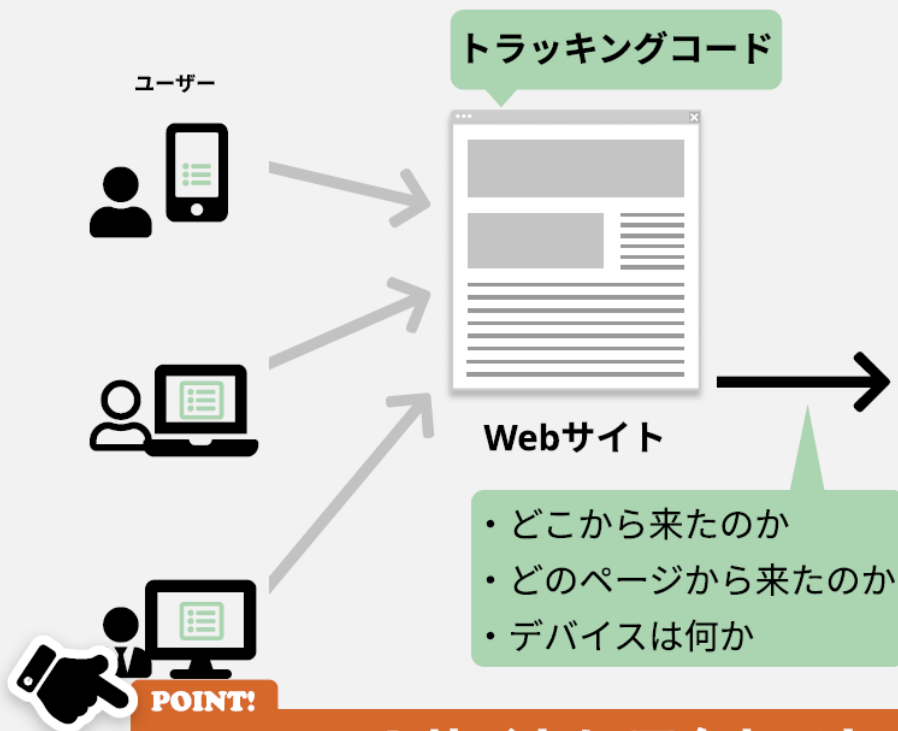 トラッキングコード
ユーザー
Webサイト
・どこから来たのか
・どのページから来たのか
・デバイスは何か
POINT!